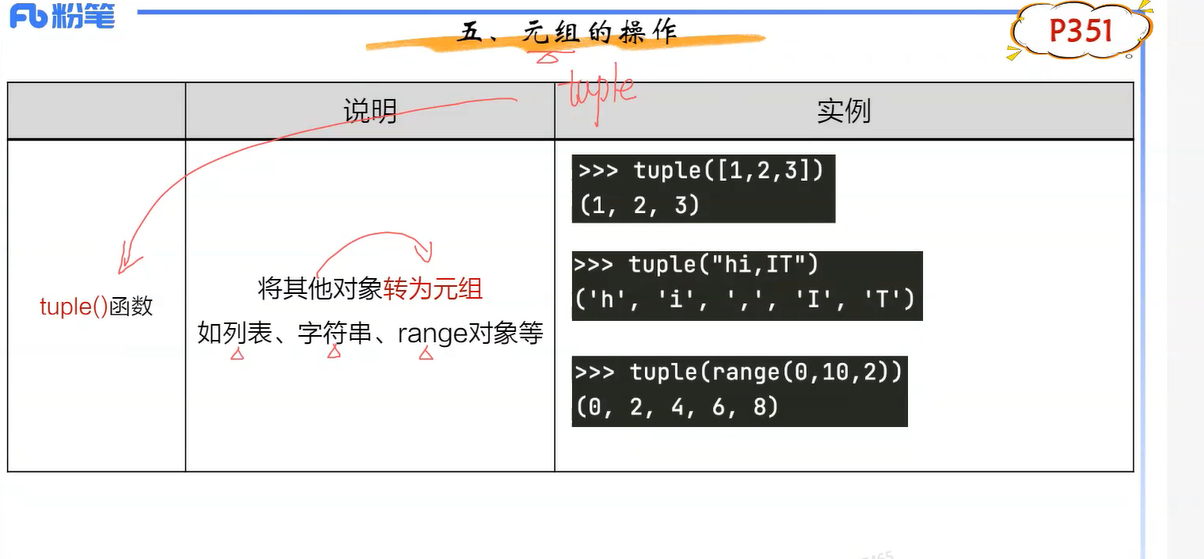 粉笔
五、元组的操作
P351
tuple
说明
实例
tuple()函数
将其他对象转为元组
如列表、字符串、range对象等
>>> tuple([1,2,3])
(1, 2, 3)
>>> tuple("hi,IT")
('h', 'i', ',', 'I', 'T')
>>> tuple(range(0,10,2))
(0, 2, 4, 6, 8)